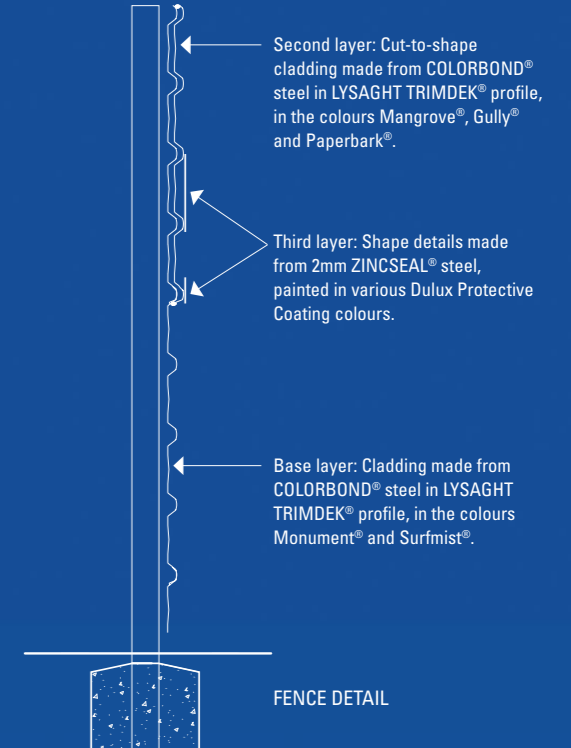 Second layer: Cut-to-shape
cladding made from COLORBOND®
steel in LYSAGHT TRIMDEK® profile,
in the colours Mangrove®, Gully®
and Paperbark®.
Third layer: Shape details made
from 2mm ZINCSEAL® steel,
painted in various Dulux Protective
Coating colours.
Base layer: Cladding made from
COLORBOND® steel in LYSAGHT
TRIMDEK® profile, in the colours
Monument® and Surfmist®.
FENCE DETAIL